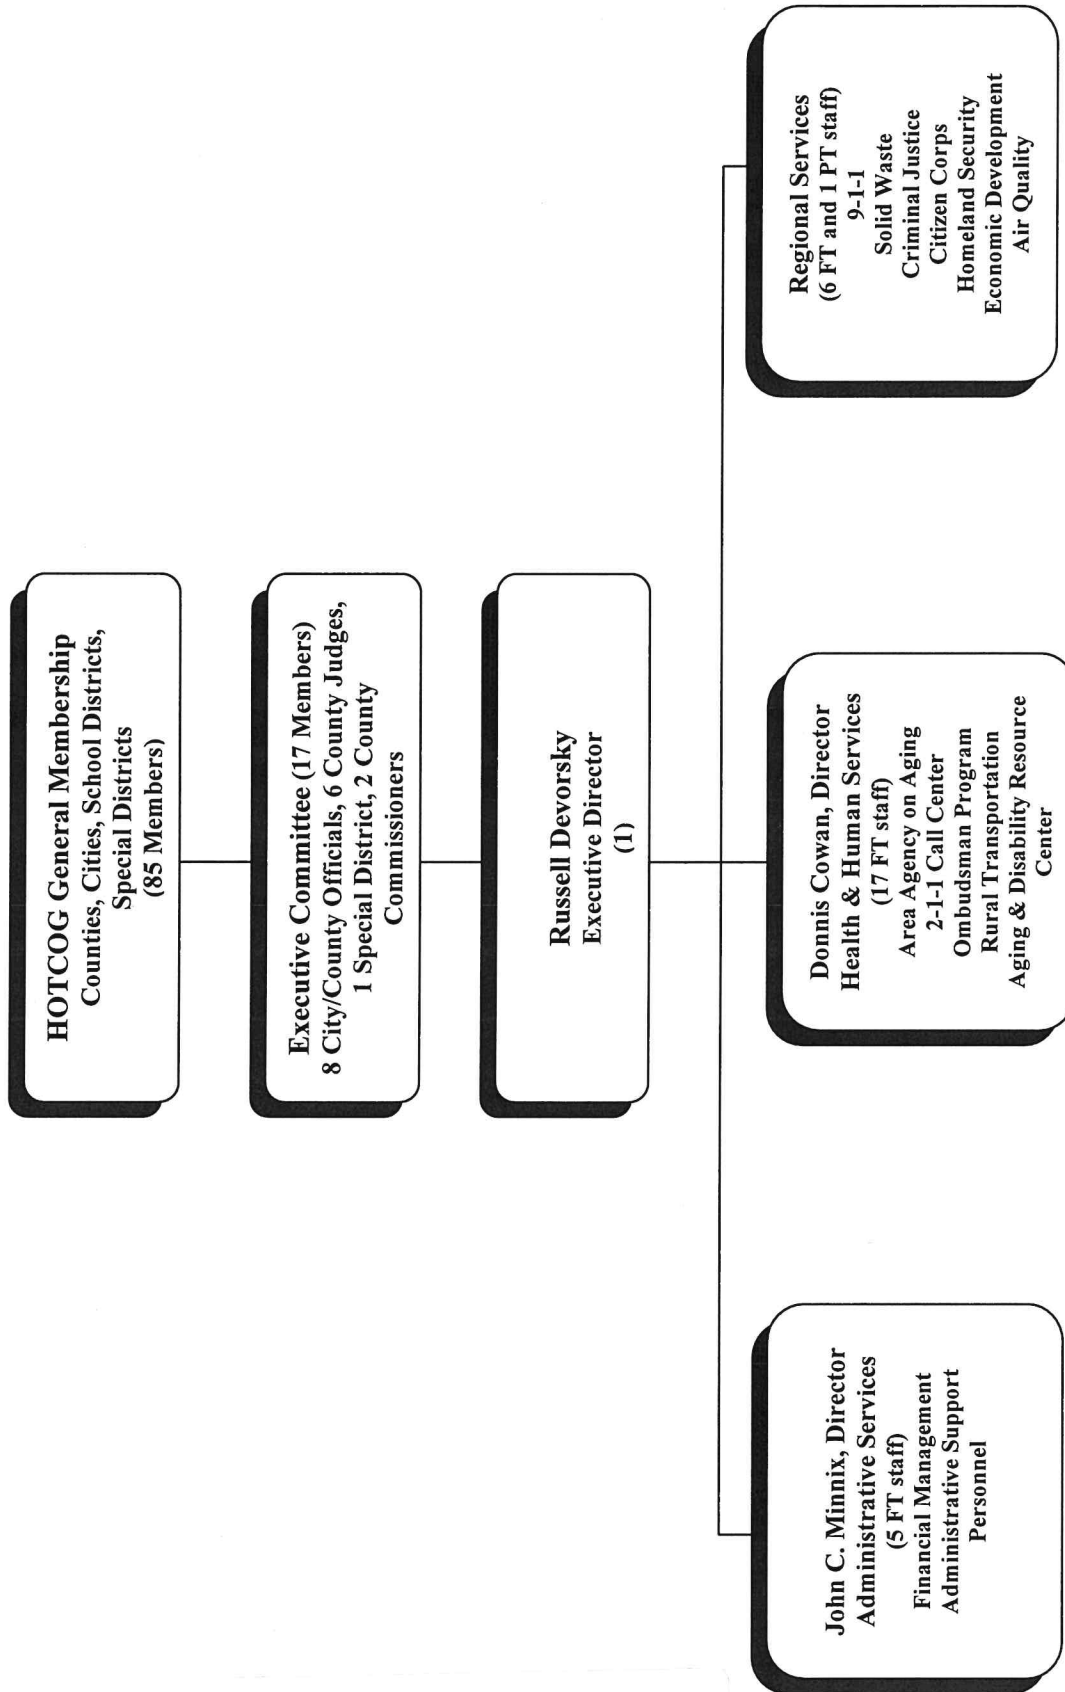 HOTCOG General Membership
Counties, Cities, School Districts,
Special Districts
(85 Members)
Executive Committee (17 Members)
8 City/County Officials, 6 County Judges,
1 Special District, 2 County
Commissioners
Russell Devorsky
Executive Director
(1)
John C. Minnix, Director
Administrative Services
(5 FT staff)
Financial Management
Administrative Support
Personnel
Donnis Cowan, Director
Health & Human Services
(17 FT staff)
Area Agency on Aging
2-1-1 Call Center
Ombudsman Program
Rural Transportation
Aging & Disability Resource
Center
Regional Services
(6 FT and 1 PT staff)
9-1-1
Solid Waste
Criminal Justice
Citizen Corps
Homeland Security
Economic Development
Air Quality